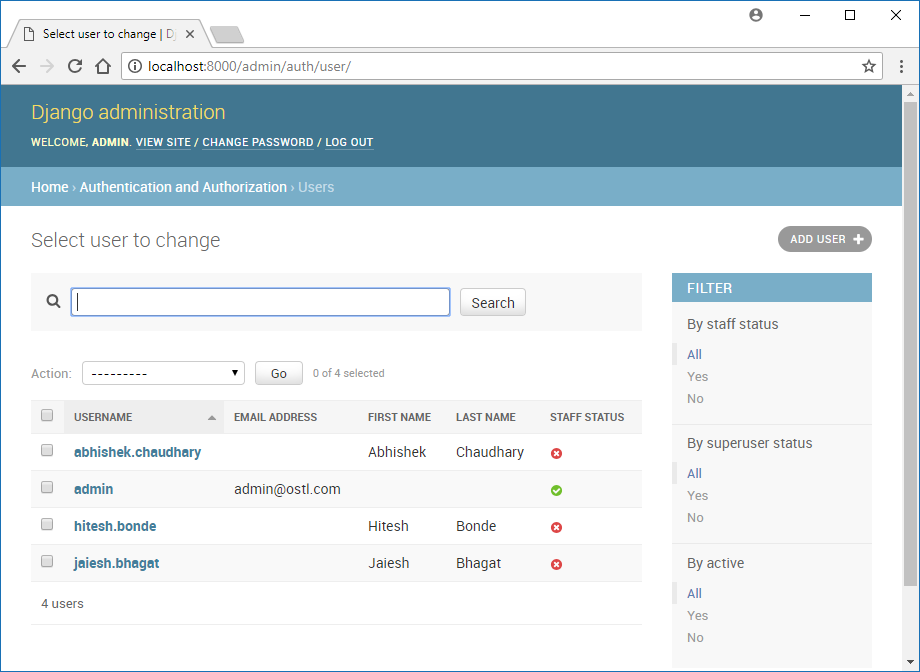 Select user to change | Dj
localhost:8000/admin/auth/user/
Django administration
WELCOME, ADMIN. VIEW SITE / CHANGE PASSWORD / LOG OUT
Home › Authentication and Authorization › Users
Select user to change
ADD USER +
Search
Action: --------- Go 0 of 4 selected
USERNAME EMAIL ADDRESS FIRST NAME LAST NAME STAFF STATUS
abhishek.chaudhary Abhishek Chaudhary
admin admin@ostl.com
hitesh.bonde Hitesh Bonde
jaiesh.bhagat Jaiesh Bhagat
4 users
FILTER
By staff status
All
Yes
No
By superuser status
All
Yes
No
By active
All
Yes
No